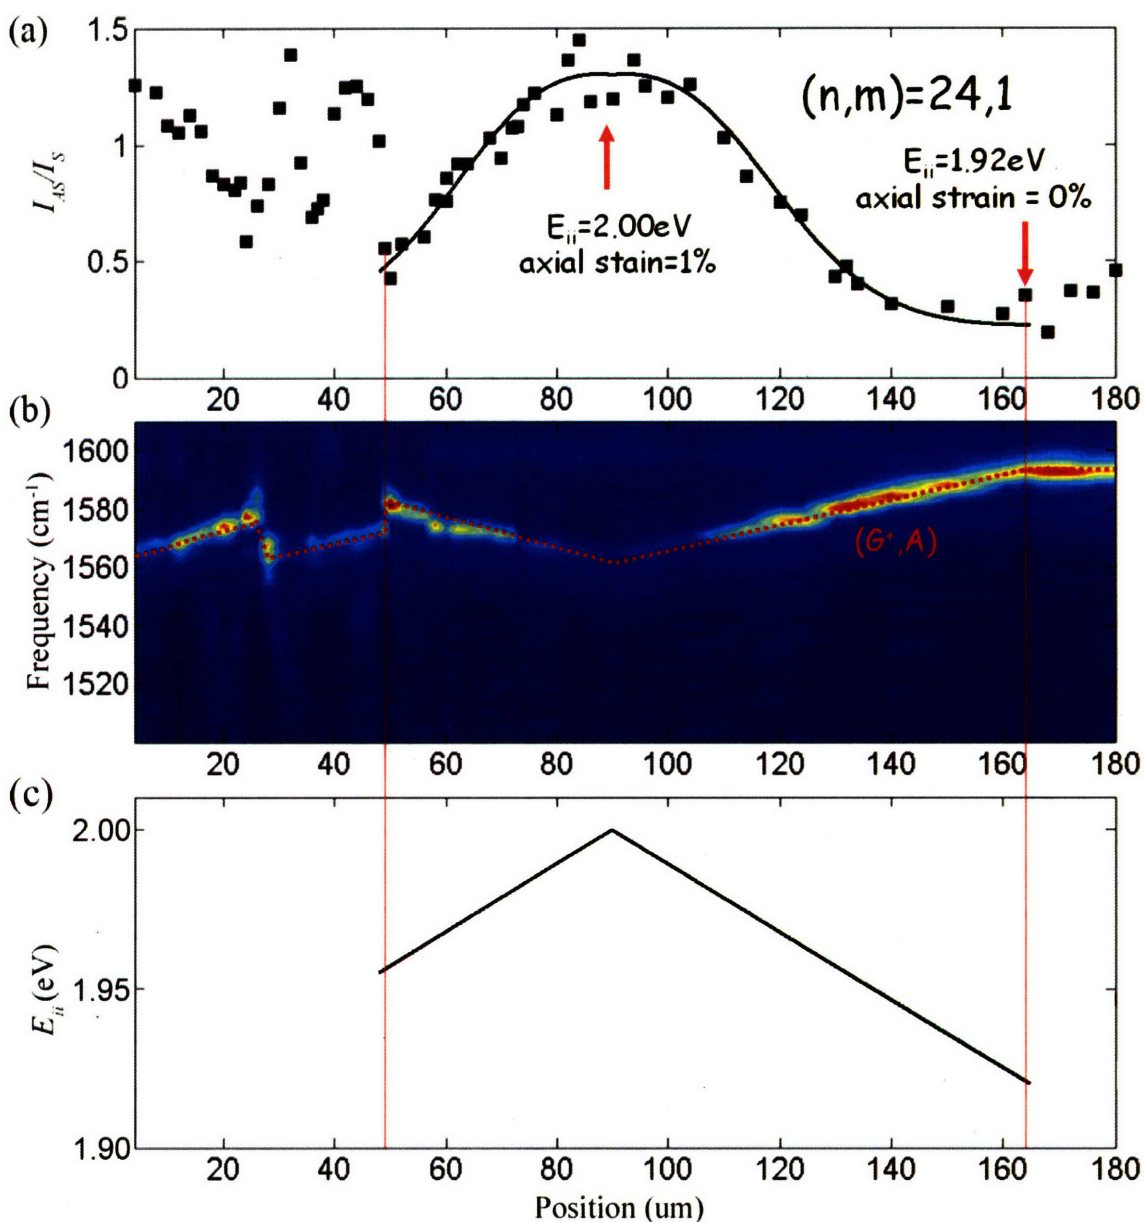 (a)
1.5
1
0.5
0
I_AS/I_S
(n,m)=24,1
E_ii=1.92eV
axial strain = 0%
E_ii=2.00eV
axial stain=1%
20 40 60 80 100 120 140 160 180
(b)
1600
1580
1560
1540
1520
Frequency (cm⁻¹)
(G⁺,A)
20 40 60 80 100 120 140 160 180
(c)
2.00
1.95
1.90
E_ii (eV)
20 40 60 80 100 120 140 160 180
Position (um)